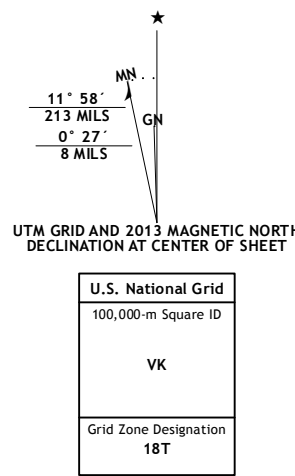 ★
MN
11° 58´
213 MILS
GN
0° 27´
8 MILS
UTM GRID AND 2013 MAGNETIC NORTH
DECLINATION AT CENTER OF SHEET
U.S. National Grid
100,000-m Square ID
VK
Grid Zone Designation
18T